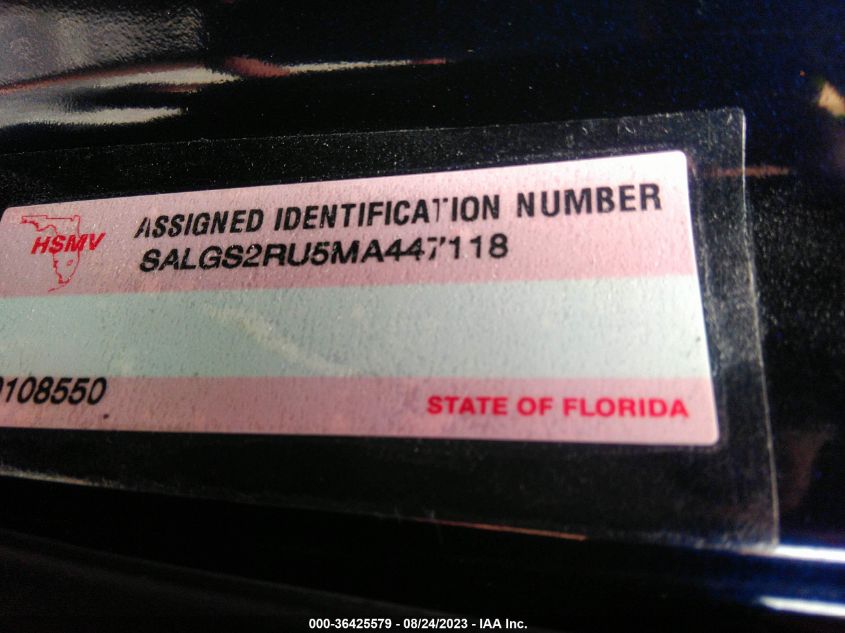 HSMV
ASSIGNED IDENTIFICATION NUMBER
SALGS2RU5MA447118
108550
STATE OF FLORIDA
000-36425579 - 08/24/2023 - IAA Inc.